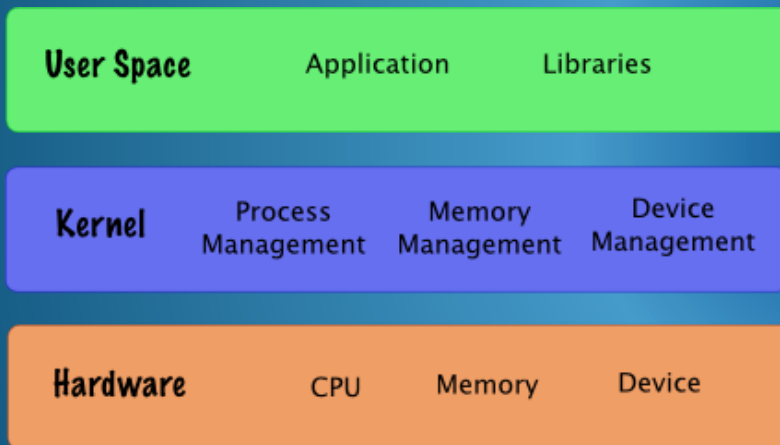 User Space
Application
Libraries
Kernel
Process
Management
Memory
Management
Device
Management
Hardware
CPU
Memory
Device